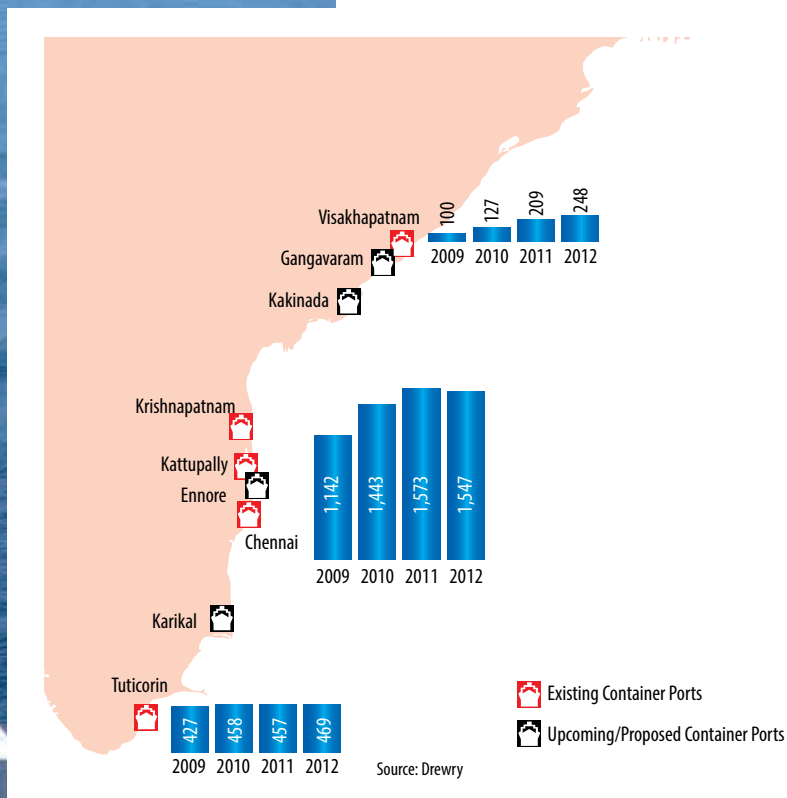 Visakhapatnam
100 127 209 248
2009 2010 2011 2012
Gangavaram
Kakinada
Krishnapatnam
Kattupally
Ennore
Chennai
1,142 1,443 1,573 1,547
2009 2010 2011 2012
Karikal
Tuticorin
427 458 457 469
2009 2010 2011 2012
Source: Drewry
Existing Container Ports
Upcoming/Proposed Container Ports